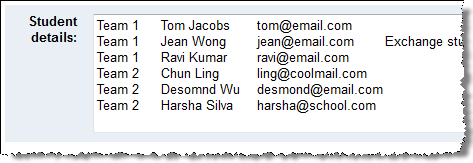 Student details:
Team 1 Tom Jacobs tom@email.com
Team 1 Jean Wong jean@email.com Exchange
Team 1 Ravi Kumar ravi@email.com
Team 2 Chun Ling ling@coolmail.com
Team 2 Desomnd Wu desmond@email.com
Team 2 Harsha Silva harsha@school.com